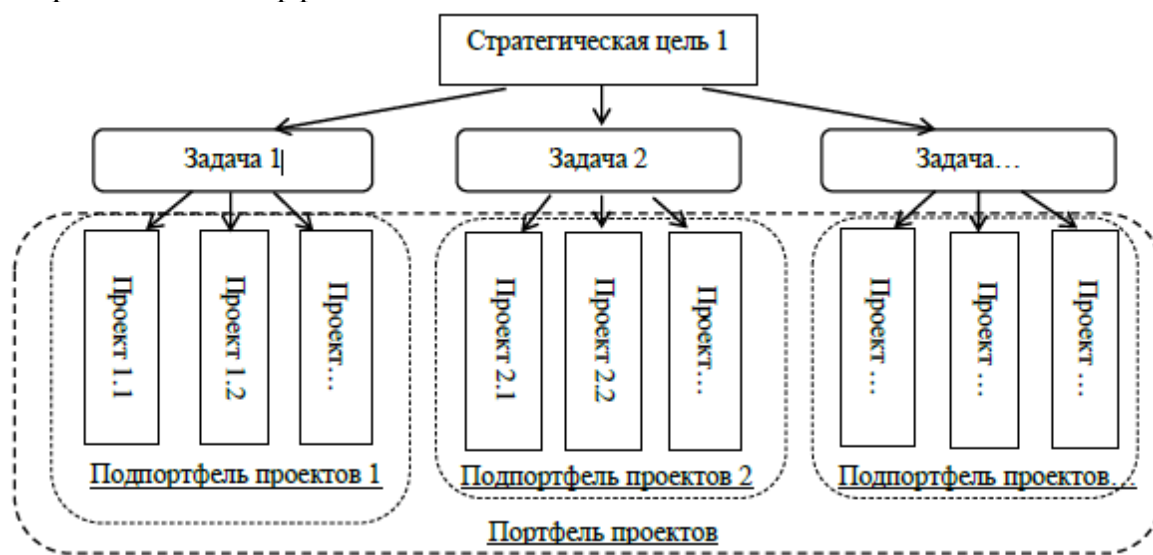 Стратегическая цель 1
Задача 1
Задача 2
Задача…
Проект 1.1
Проект 1.2
Проект…
Проект 2.1
Проект 2.2
Проект…
Проект …
Проект …
Проект …
Подпортфель проектов 1
Подпортфель проектов 2
Подпортфель проектов…
Портфель проектов